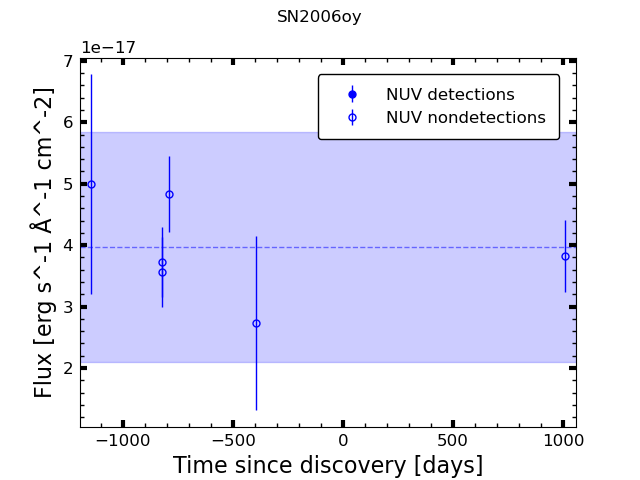 SN2006oy
1e−17
7
6
5
4
3
2
Flux [erg s^-1 Å^-1 cm^-2]
NUV detections
NUV nondetections
−1000 −500 0 500 1000
Time since discovery [days]